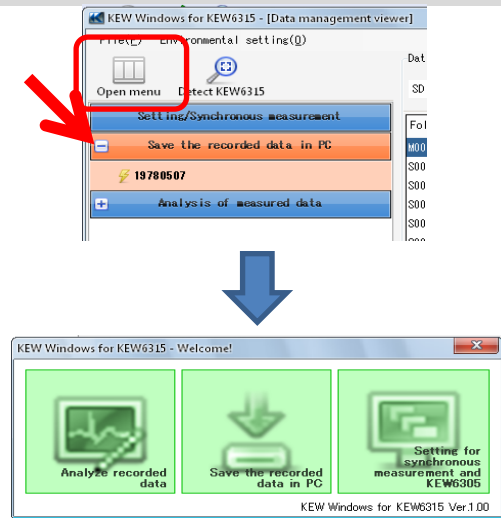 KEW Windows for KEW6315 - [Data management viewer]
File(F) Environmental setting(O)
Open menu
Detect KEW6315
Dat
SD
Setting/Synchronous measurement
Save the recorded data in PC
19780507
Analysis of measured data
Fol
M00
S00
S00
S00
S00
KEW Windows for KEW6315 - Welcome!
Analyze recorded
data
Save the recorded
data in PC
Setting for
synchronous
measurement and
KEW6305
KEW Windows for KEW6315 Ver.1.00